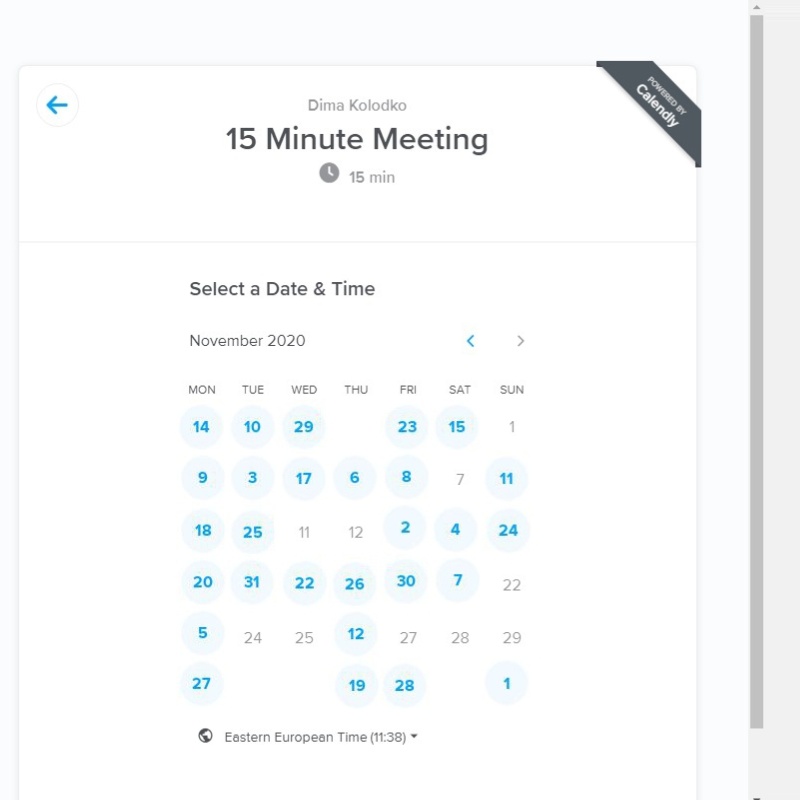 POWERED BY
Calendly
Dima Kolodko
15 Minute Meeting
15 min
Select a Date & Time
November 2020
MON TUE WED THU FRI SAT SUN
14 10 29 23 15 1
9 3 17 6 8 7 11
18 25 11 12 2 4 24
20 31 22 26 30 7 22
5 24 25 12 27 28 29
27 19 28 1
Eastern European Time (11:38)